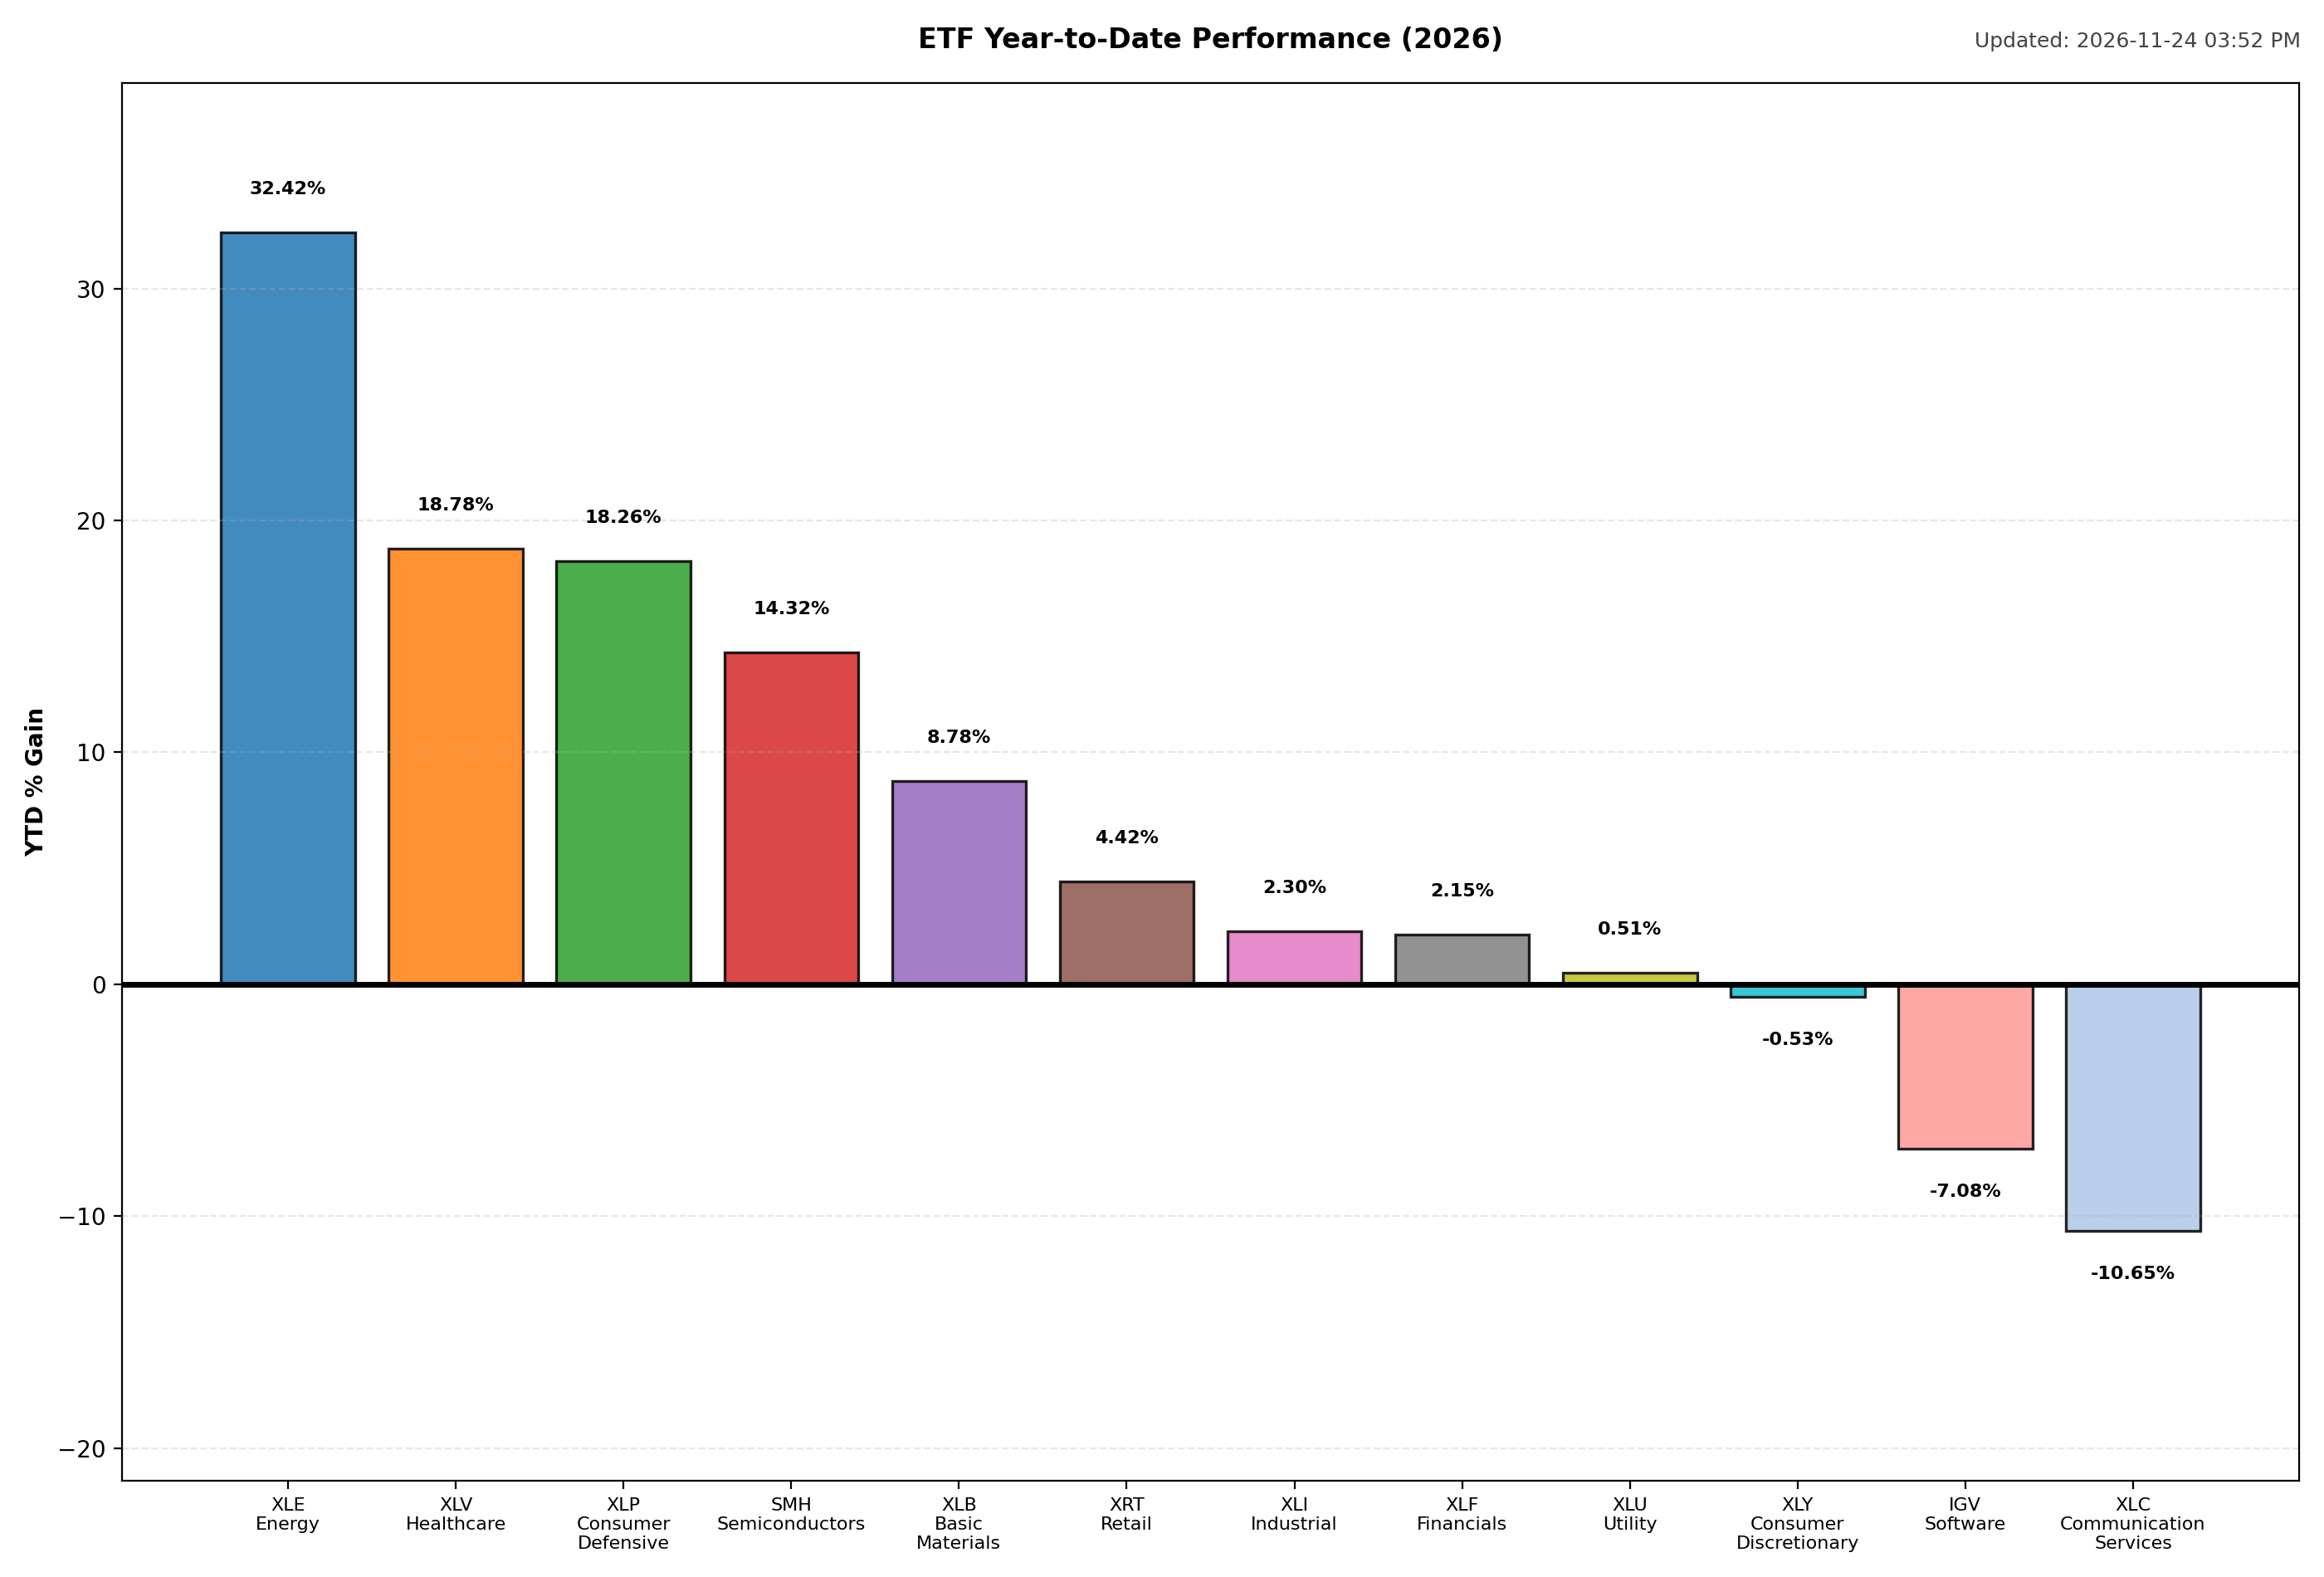 ETF Year-to-Date Performance (2026)
Updated: 2026-11-24 03:52 PM
YTD % Gain
30
20
10
0
−10
−20
32.42%
18.78%
18.26%
14.32%
8.78%
4.42%
2.30%
2.15%
0.51%
-0.53%
-7.08%
-10.65%
XLE
Energy
XLV
Healthcare
XLP
Consumer
Defensive
SMH
Semiconductors
XLB
Basic
Materials
XRT
Retail
XLI
Industrial
XLF
Financials
XLU
Utility
XLY
Consumer
Discretionary
IGV
Software
XLC
Communication
Services